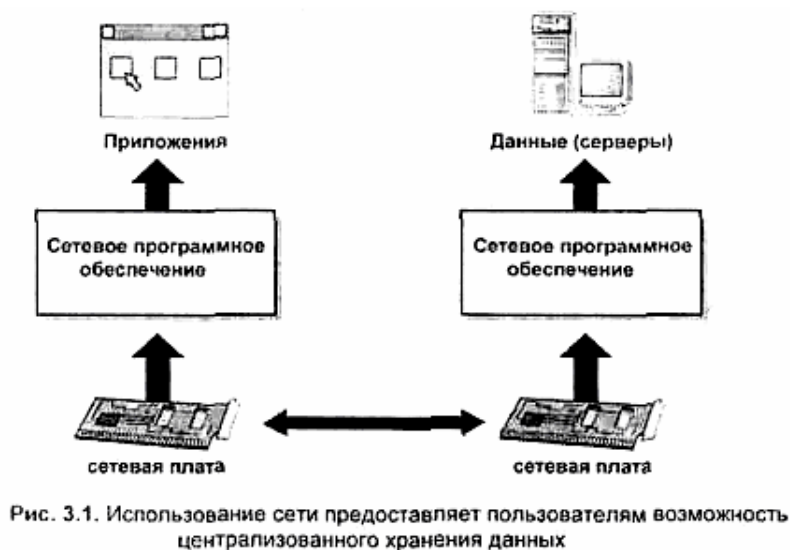 Приложения
Данные (серверы)
Сетевое программное
обеспечение
Сетевое программное
обеспечение
сетевая плата
сетевая плата
Рис. 3.1. Использование сети предоставляет пользователям возможность
централизованного хранения данных